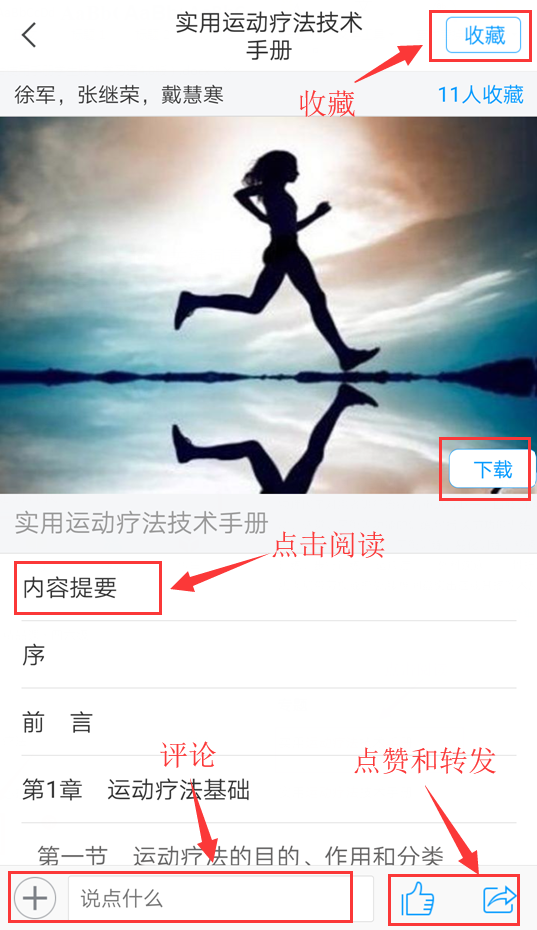 实用运动疗法技术
手册
收藏
徐军，张继荣，戴慧寒
收藏
11人收藏
下载
实用运动疗法技术手册
点击阅读
内容提要
序
前 言
评论
点赞和转发
第1章 运动疗法基础
第一节 运动疗法的目的、作用和分类
说点什么